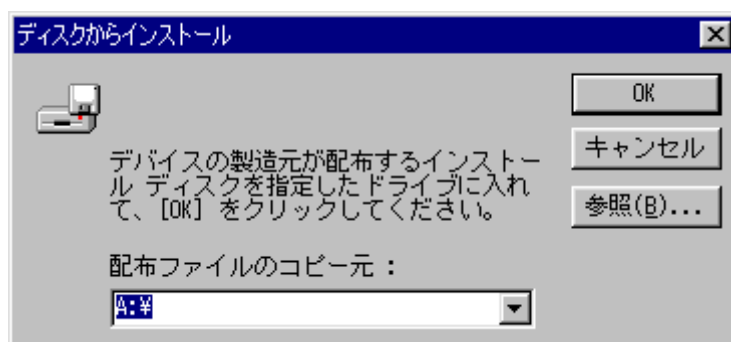 ディスクからインストール
OK
デバイスの製造元が配布するインストー
ル ディスクを指定したドライブに入れ
て、[OK] をクリックしてください。
キャンセル
参照(B)...
配布ファイルのコピー元 :
A:¥